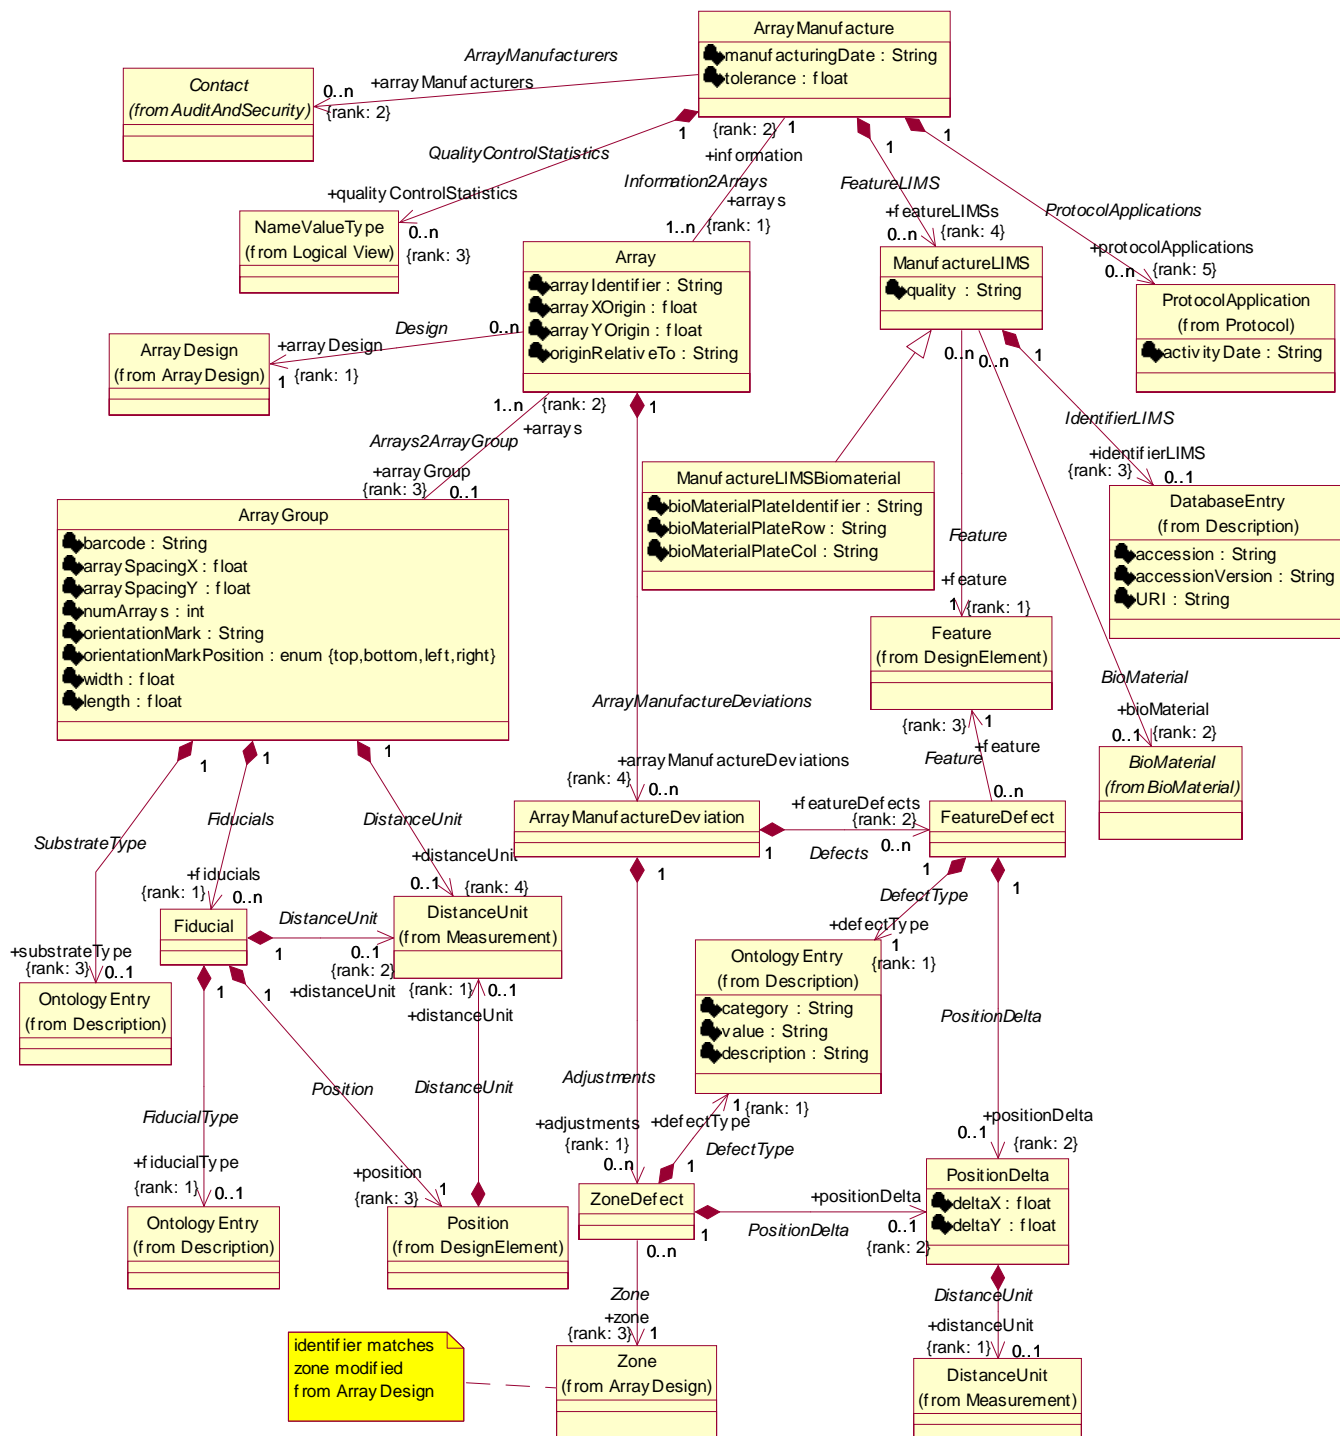 ArrayManufacture
manufacturingDate : String
tolerance : float
ArrayManufacturers
+arrayManufacturers
0..n
{rank: 2}
Contact
(from AuditAndSecurity)
1
{rank: 2}
1
1
1
QualityControlStatistics
+information
Information2Arrays
+arrays
1..n
{rank: 1}
FeatureLIMS
+featureLIMSs
0..n
{rank: 4}
ProtocolApplications
+protocolApplications
0..n
{rank: 5}
+qualityControlStatistics
0..n
{rank: 3}
NameValueType
(from Logical View)
Array
arrayIdentifier : String
arrayXOrigin : float
arrayYOrigin : float
originRelativeTo : String
ManufactureLIMS
quality : String
ProtocolApplication
(from Protocol)
activityDate : String
Design
0..n
+arrayDesign
1
{rank: 1}
ArrayDesign
(from ArrayDesign)
0..n
0..n
1
1..n
{rank: 2}
1
+arrays
Arrays2ArrayGroup
+arrayGroup
{rank: 3}
0..1
IdentifierLIMS
+identifierLIMS
{rank: 3}
0..1
ManufactureLIMSBiomaterial
bioMaterialPlateIdentifier : String
bioMaterialPlateRow : String
bioMaterialPlateCol : String
DatabaseEntry
(from Description)
accession : String
accessionVersion : String
URI : String
ArrayGroup
barcode : String
arraySpacingX : float
arraySpacingY : float
numArrays : int
orientationMark : String
orientationMarkPosition : enum {top,bottom,left,right}
width : float
length : float
Feature
+feature
1
{rank: 1}
Feature
(from DesignElement)
BioMaterial
+bioMaterial
0..1
{rank: 2}
BioMaterial
(from BioMaterial)
ArrayManufactureDeviations
+arrayManufactureDeviations
{rank: 4}
0..n
{rank: 3}
1
+feature
Feature
0..n
1
1
1
SubstrateType
Fiducials
DistanceUnit
+fiducials
{rank: 1}
0..n
+distanceUnit
0..1
{rank: 4}
ArrayManufactureDeviation
+featureDefects
{rank: 2}
1
Defects
0..n
FeatureDefect
1
1
1
DefectType
+defectType
1
{rank: 1}
Fiducial
DistanceUnit
1
0..1
{rank: 2}
+distanceUnit
DistanceUnit
(from Measurement)
{rank: 1}
0..1
+distanceUnit
+substrateType
{rank: 3}
0..1
OntologyEntry
(from Description)
1
1
OntologyEntry
(from Description)
category : String
value : String
description : String
PositionDelta
Position
DistanceUnit
FiducialType
+fiducialType
{rank: 1}
0..1
+position
{rank: 3}
1
Adjustments
+adjustments
{rank: 1}
0..n
1
{rank: 1}
+defectType
DefectType
1
+positionDelta
0..1
{rank: 2}
OntologyEntry
(from Description)
1
Position
(from DesignElement)
ZoneDefect
+positionDelta
1
PositionDelta
0..1
{rank: 2}
PositionDelta
deltaX : float
deltaY : float
0..n
Zone
+zone
{rank: 3}
1
1
DistanceUnit
+distanceUnit
{rank: 1}
0..1
identifier matches
zone modified
from ArrayDesign
Zone
(from ArrayDesign)
DistanceUnit
(from Measurement)